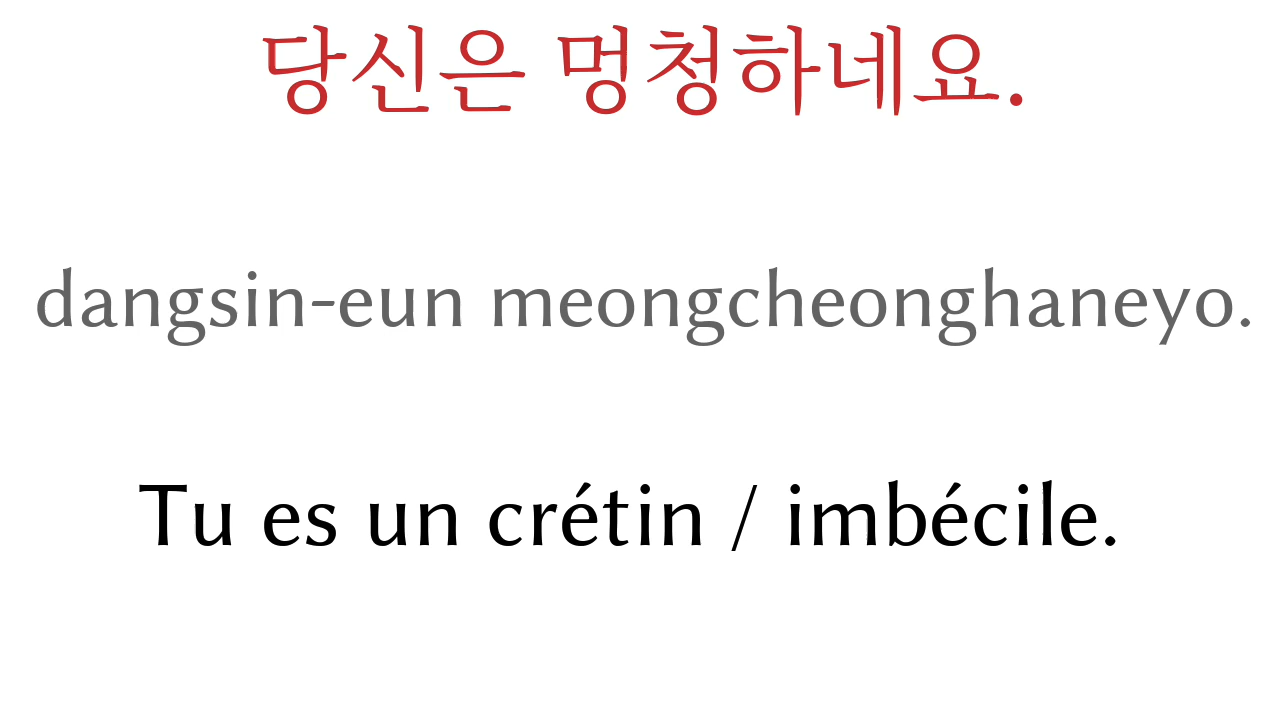 당신은 멍청하네요.
dangsin-eun meongcheonghaneyo.
Tu es un crétin / imbécile.